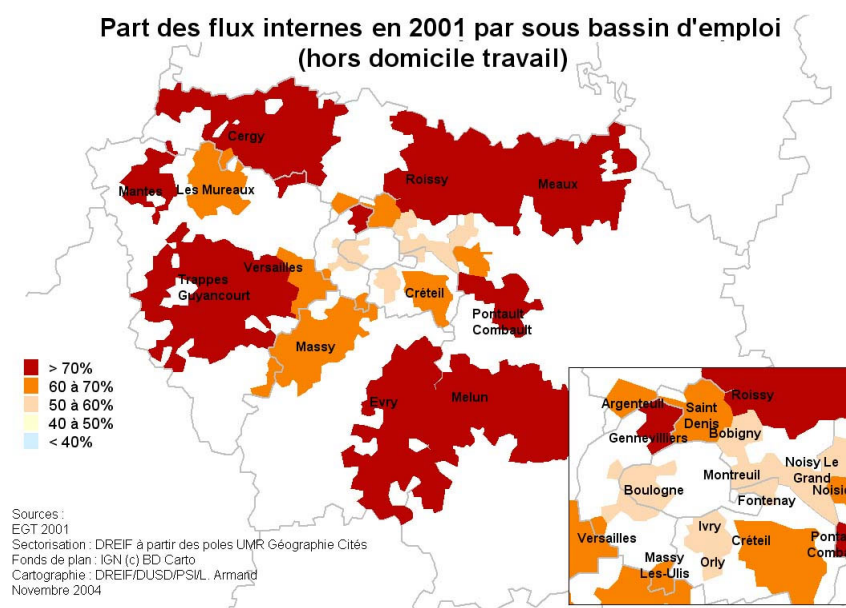 Part des flux internes en 2001 par sous bassin d'emploi
(hors domicile travail)
Cergy
Mantes
Les Mureaux
Roissy
Meaux
Versailles
Trappes
Guyancourt
Créteil
Pontault
Combault
Massy
Evry
Melun
> 70%
60 à 70%
50 à 60%
40 à 50%
< 40%
Roissy
Argenteuil
Saint
Denis
Gennevilliers
Bobigny
Noisy Le
Grand
Montreuil
Boulogne
Noisie
Fontenay
Ivry
Versailles
Créteil
Ponta
Comba
Massy
Les-Ulis
Orly
Sources :
EGT 2001
Sectorisation : DREIF à partir des poles UMR Géographie Cités
Fonds de plan : IGN (c) BD Carto
Cartographie : DREIF/DUSD/PSI/L. Armand
Novembre 2004